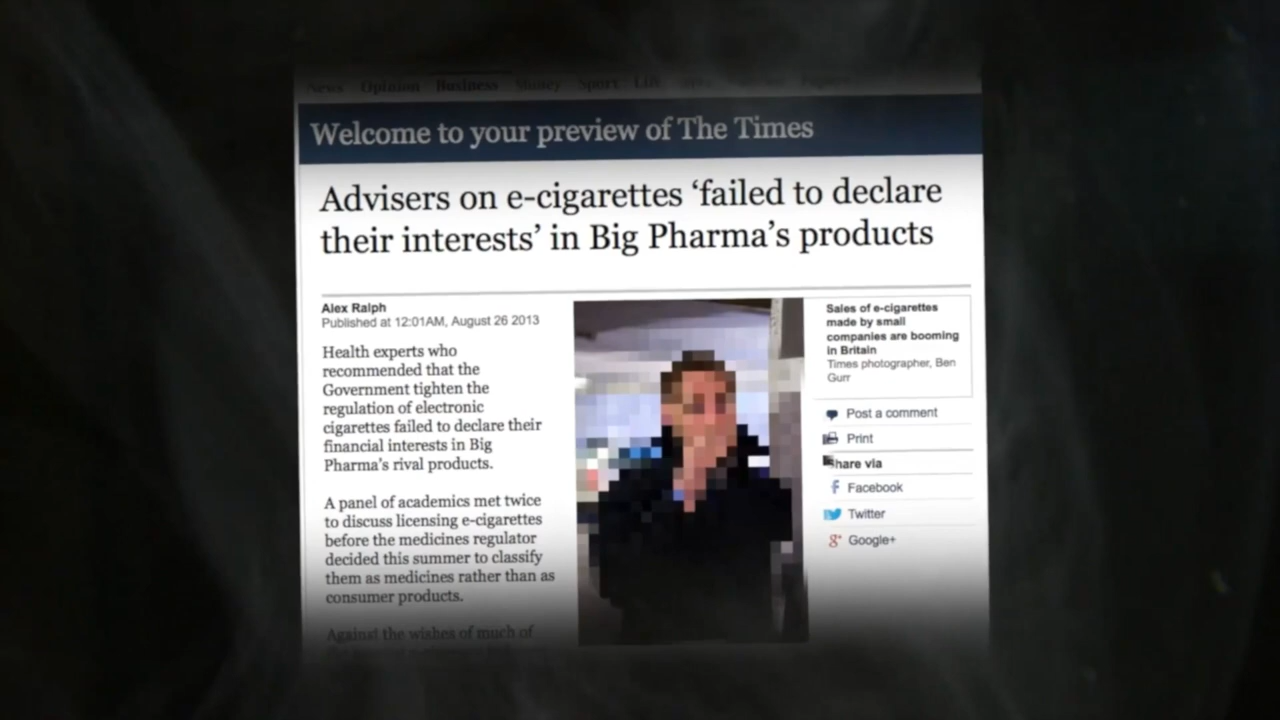 News Opinion Business Money Sport Life
Welcome to your preview of The Times
Advisers on e-cigarettes ‘failed to declare
their interests’ in Big Pharma’s products
Alex Ralph
Published at 12:01AM, August 26 2013
Health experts who
recommended that the
Government tighten the
regulation of electronic
cigarettes failed to declare their
financial interests in Big
Pharma’s rival products.
A panel of academics met twice
to discuss licensing e-cigarettes
before the medicines regulator
decided this summer to classify
them as medicines rather than as
consumer products.
Against the wishes of much of
Sales of e-cigarettes
made by small
companies are booming
in Britain
Times photographer, Ben
Gurr
Post a comment
Print
Share via
Facebook
Twitter
Google+